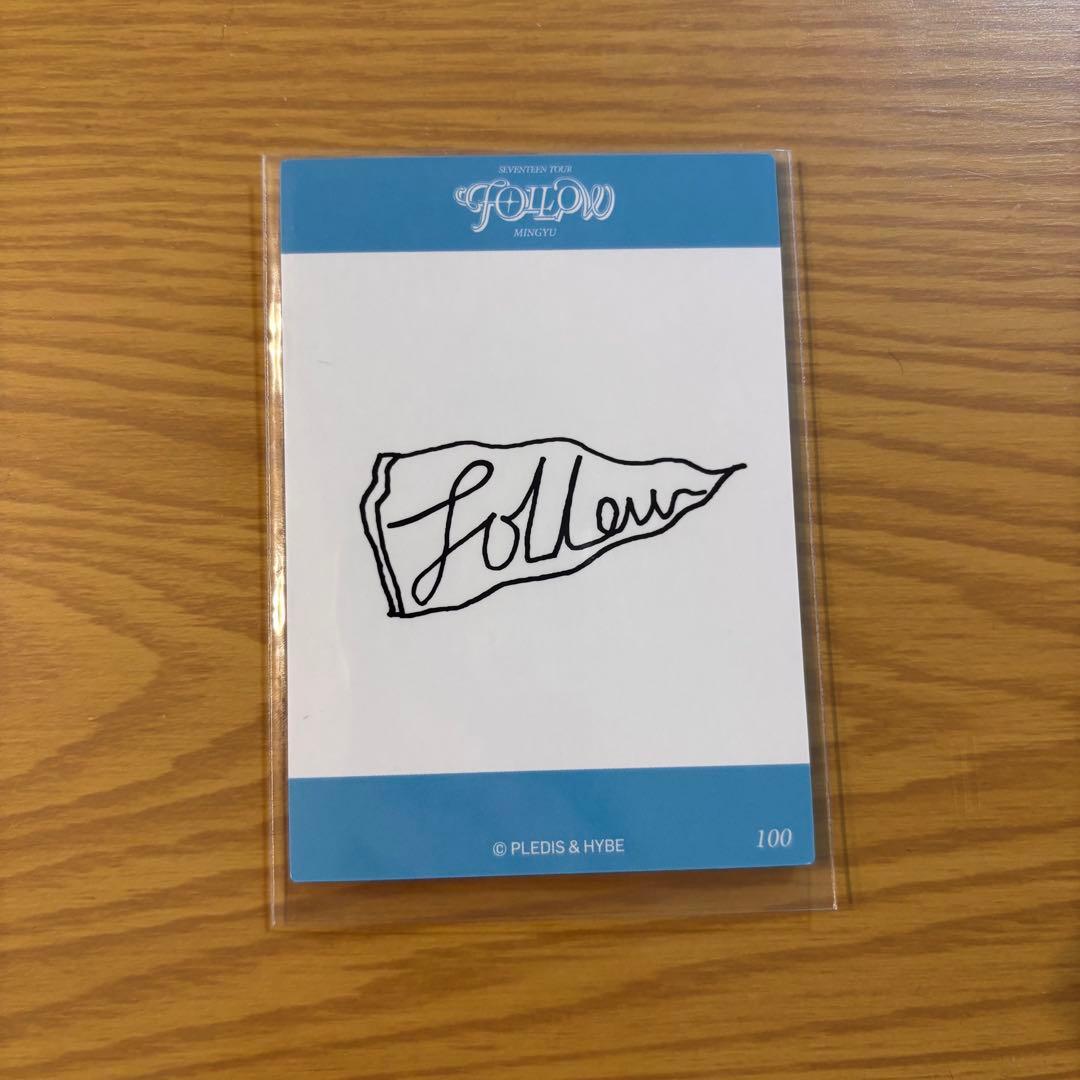 SEVENTEEN TOUR
FOLLOW
MINGYU
follow
© PLEDIS & HYBE
100